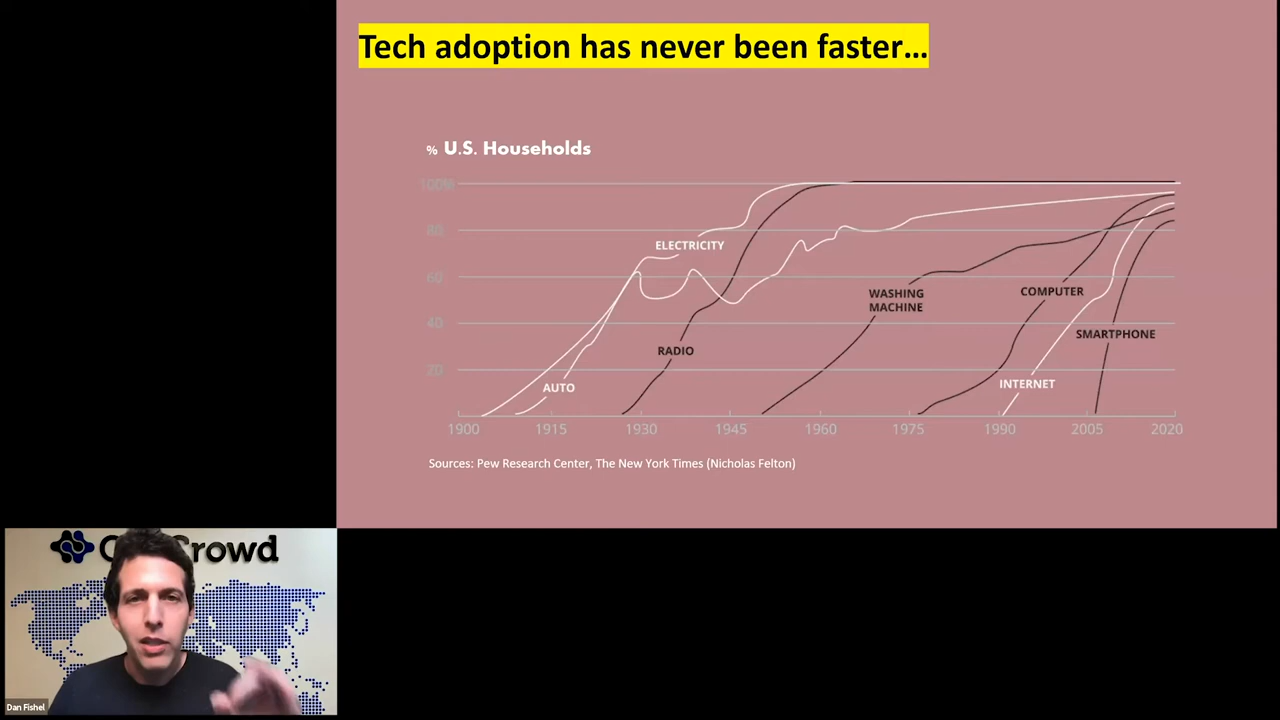 Tech adoption has never been faster…
% U.S. Households
100%
80
60
40
20
ELECTRICITY
WASHING
MACHINE
COMPUTER
SMARTPHONE
RADIO
AUTO
INTERNET
1900 1915 1930 1945 1960 1975 1990 2005 2020
Sources: Pew Research Center, The New York Times (Nicholas Felton)
Crowd
Dan Fishel